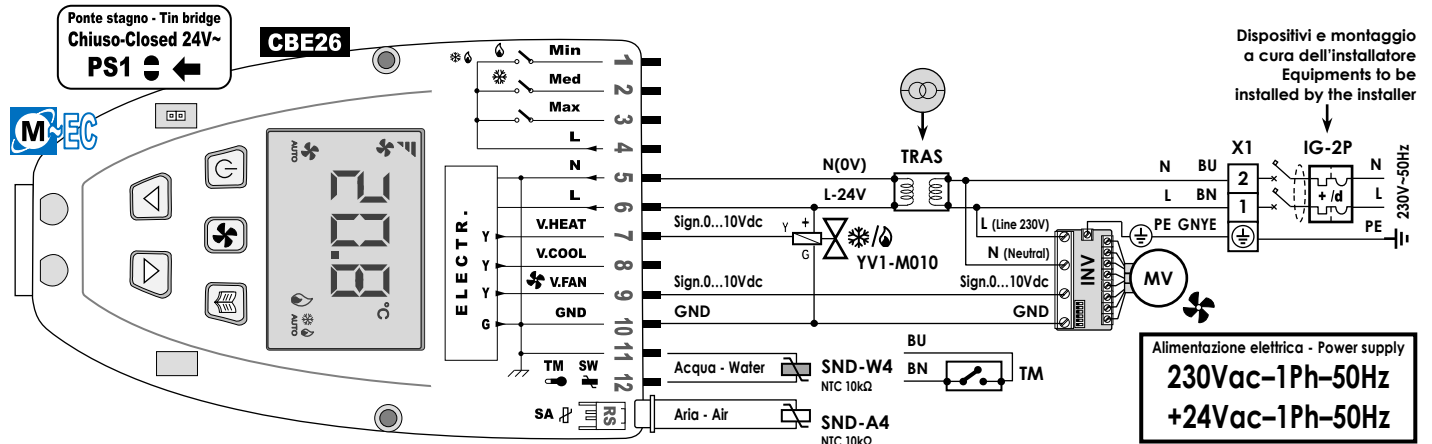 Ponte stagno - Tin bridge
Chiuso-Closed 24V~
PS1
CBE26
M~EC
AUTO
20.8
°C
AUTO
Min
Med
Max
L
N
L
V.HEAT
V.COOL
V.FAN
GND
ELECTR.
Y
Y
Y
G
TM SW
SA
RS
1
2
3
4
5
6
7
8
9
10
11
12
N(0V)
L-24V
TRAS
Sign.0...10Vdc
Y
+
G
YV1-M010
Sign.0...10Vdc
GND
Acqua - Water
SND-W4
NTC 10kΩ
Aria - Air
SND-A4
NTC 10kΩ
BU
BN
TM
L (Line 230V)
N (Neutral)
Sign.0...10Vdc
GND
INV
MV
PE GNYE
N BU
L BN
X1
2
1
IG-2P
+ /d
N
L
PE
230V~50Hz
Dispositivi e montaggio
a cura dell'installatore
Equipments to be
installed by the installer
Alimentazione elettrica - Power supply
230Vac–1Ph–50Hz
+24Vac–1Ph–50Hz